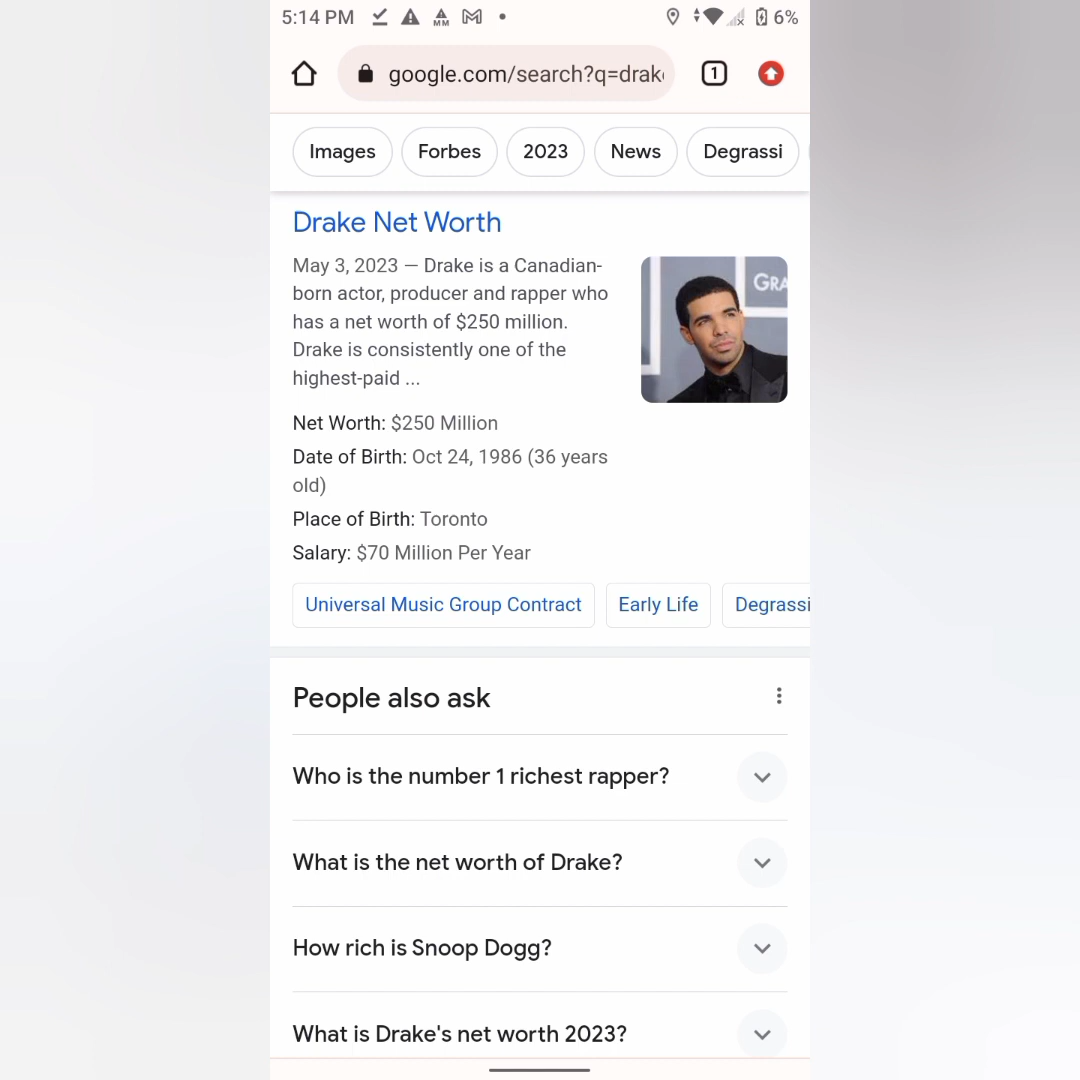 5:14 PM
MM
6%
google.com/search?q=drak
1
Images
Forbes
2023
News
Degrassi
Drake Net Worth
May 3, 2023 — Drake is a Canadian-
born actor, producer and rapper who
has a net worth of $250 million.
Drake is consistently one of the
highest-paid ...
GRA
Net Worth: $250 Million
Date of Birth: Oct 24, 1986 (36 years
old)
Place of Birth: Toronto
Salary: $70 Million Per Year
Universal Music Group Contract
Early Life
Degrassi
People also ask
Who is the number 1 richest rapper?
What is the net worth of Drake?
How rich is Snoop Dogg?
What is Drake's net worth 2023?